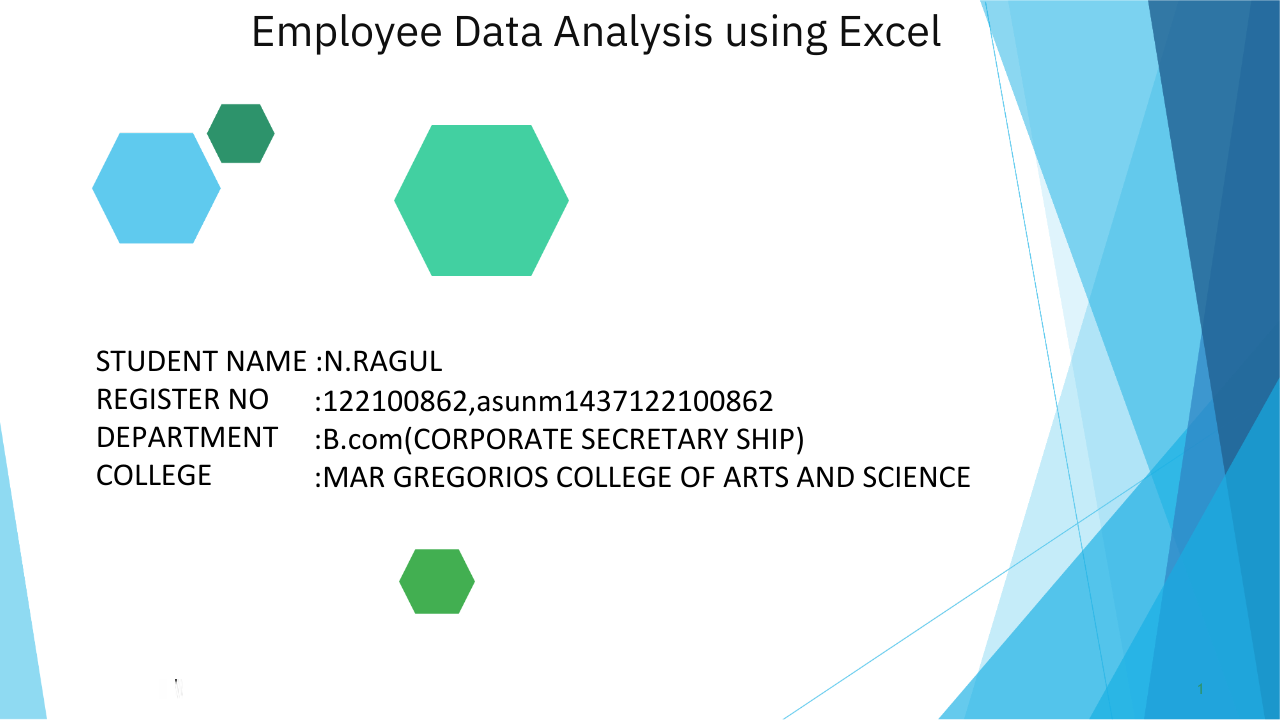 Employee Data Analysis using Excel
STUDENT NAME :N.RAGUL
REGISTER NO :122100862,asunm1437122100862
DEPARTMENT :B.com(CORPORATE SECRETARY SHIP)
COLLEGE :MAR GREGORIOS COLLEGE OF ARTS AND SCIENCE
1